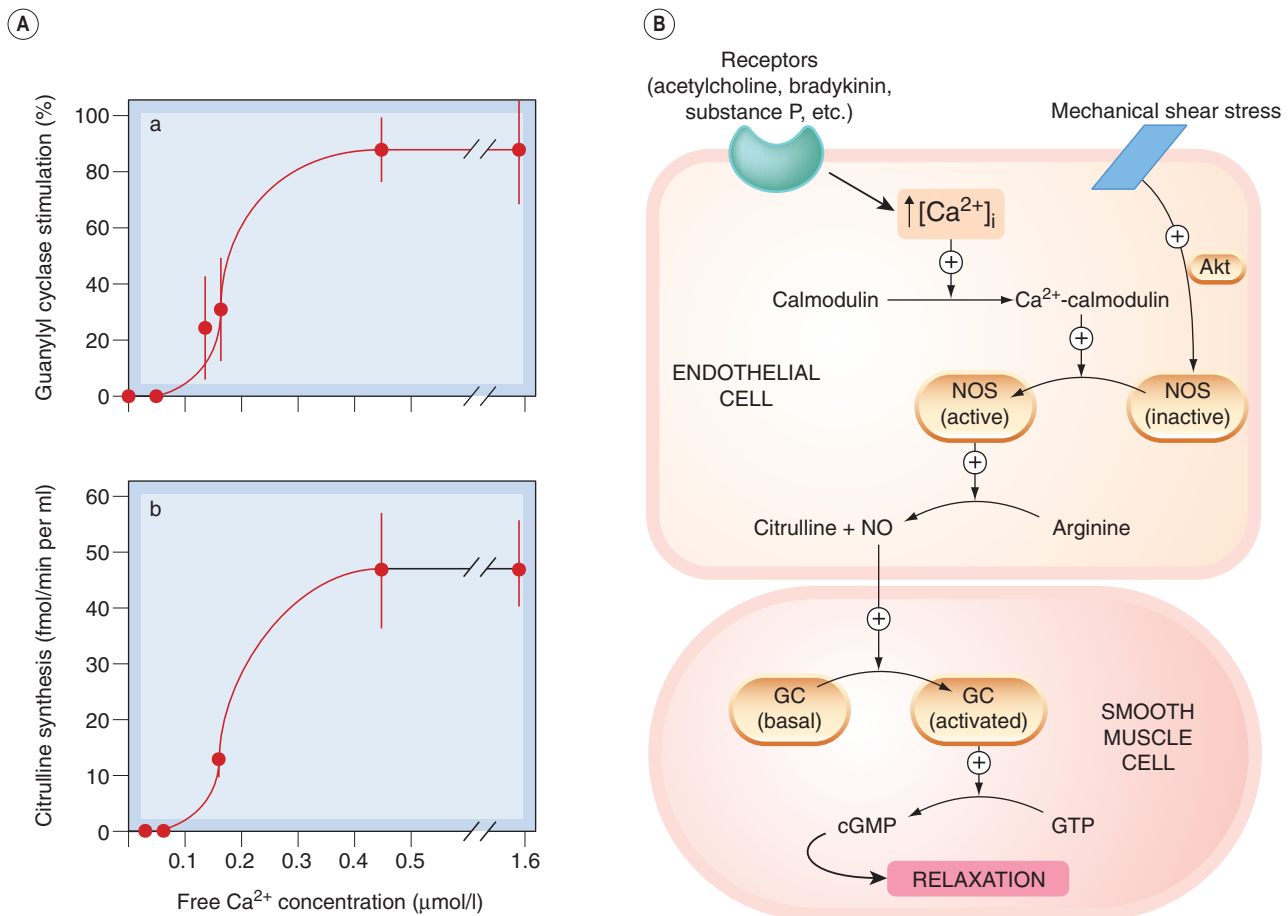 A
Guanylyl cyclase stimulation (%)
100
80
60
40
20
0
a
Citrulline synthesis (fmol/min per ml)
60
50
40
30
20
10
0
b
0.1 0.2 0.3 0.4 0.5 1.6
Free Ca²⁺ concentration (μmol/l)
B
Receptors
(acetylcholine, bradykinin,
substance P, etc.)
Mechanical shear stress
↑[Ca²⁺]ᵢ
+
+
Akt
Calmodulin
Ca²⁺-calmodulin
+
ENDOTHELIAL
CELL
NOS
(active)
NOS
(inactive)
+
Citrulline + NO
Arginine
+
GC
(basal)
GC
(activated)
SMOOTH
MUSCLE
CELL
+
cGMP
GTP
RELAXATION